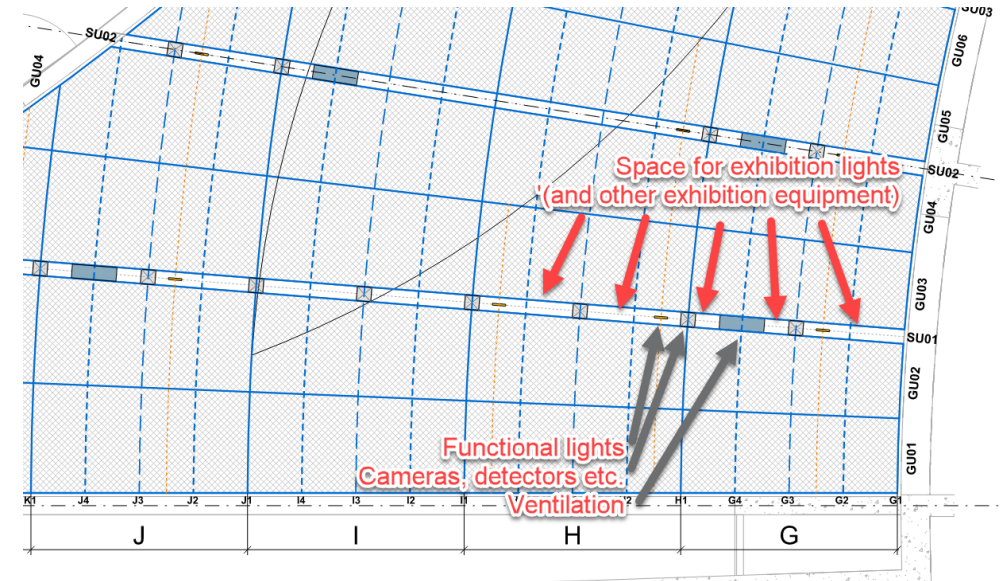 GU03
SU02
GU04
GU06
GU05
Space for exhibition lights
'(and other exhibition equipment)
SU02
GU04
GU03
SU01
GU02
Functional lights
Cameras, detectors etc.
Ventilation
GU01
K1 J4 J3 J2 J1 I4 I3 I2 I1 H1 G4 G3 G2 G1
J I H G